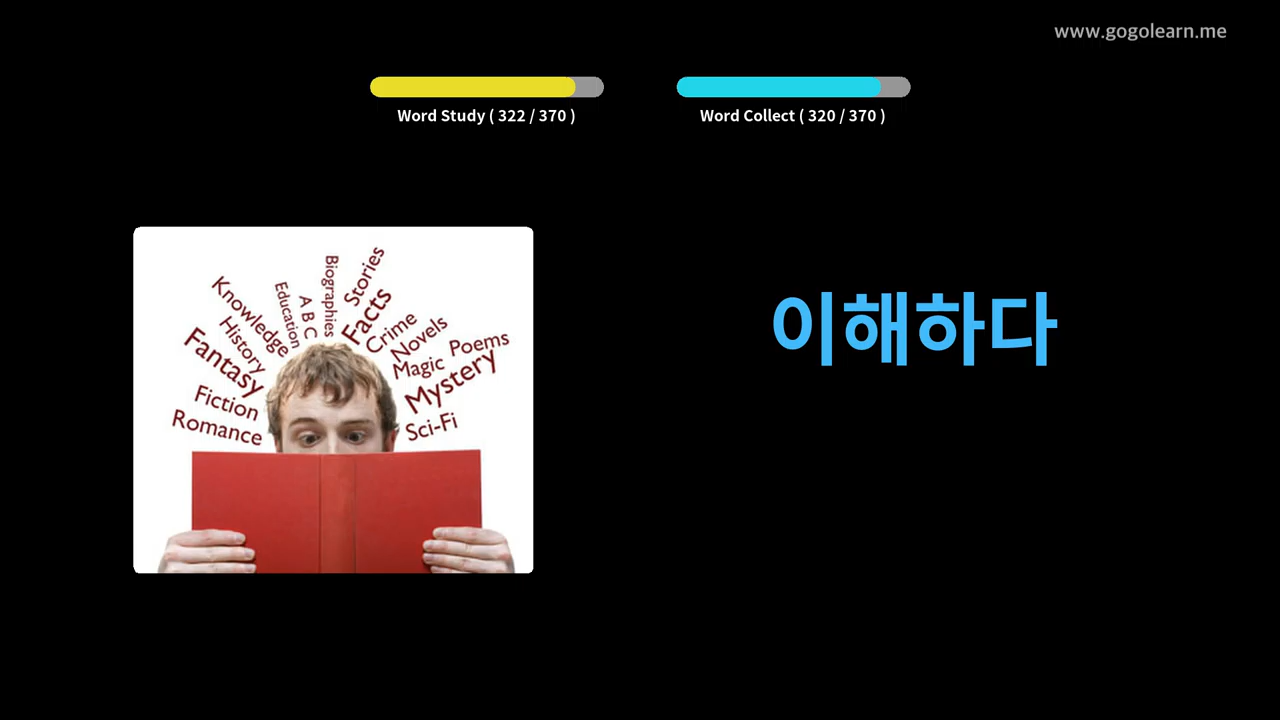 www.gogolearn.me
Word Study ( 322 / 370 )
Word Collect ( 320 / 370 )
이해하다
Knowledge
Education
A B C
Biographies
Stories
Facts
Crime
Novels
Poems
Magic
Mystery
Sci-Fi
History
Fantasy
Fiction
Romance